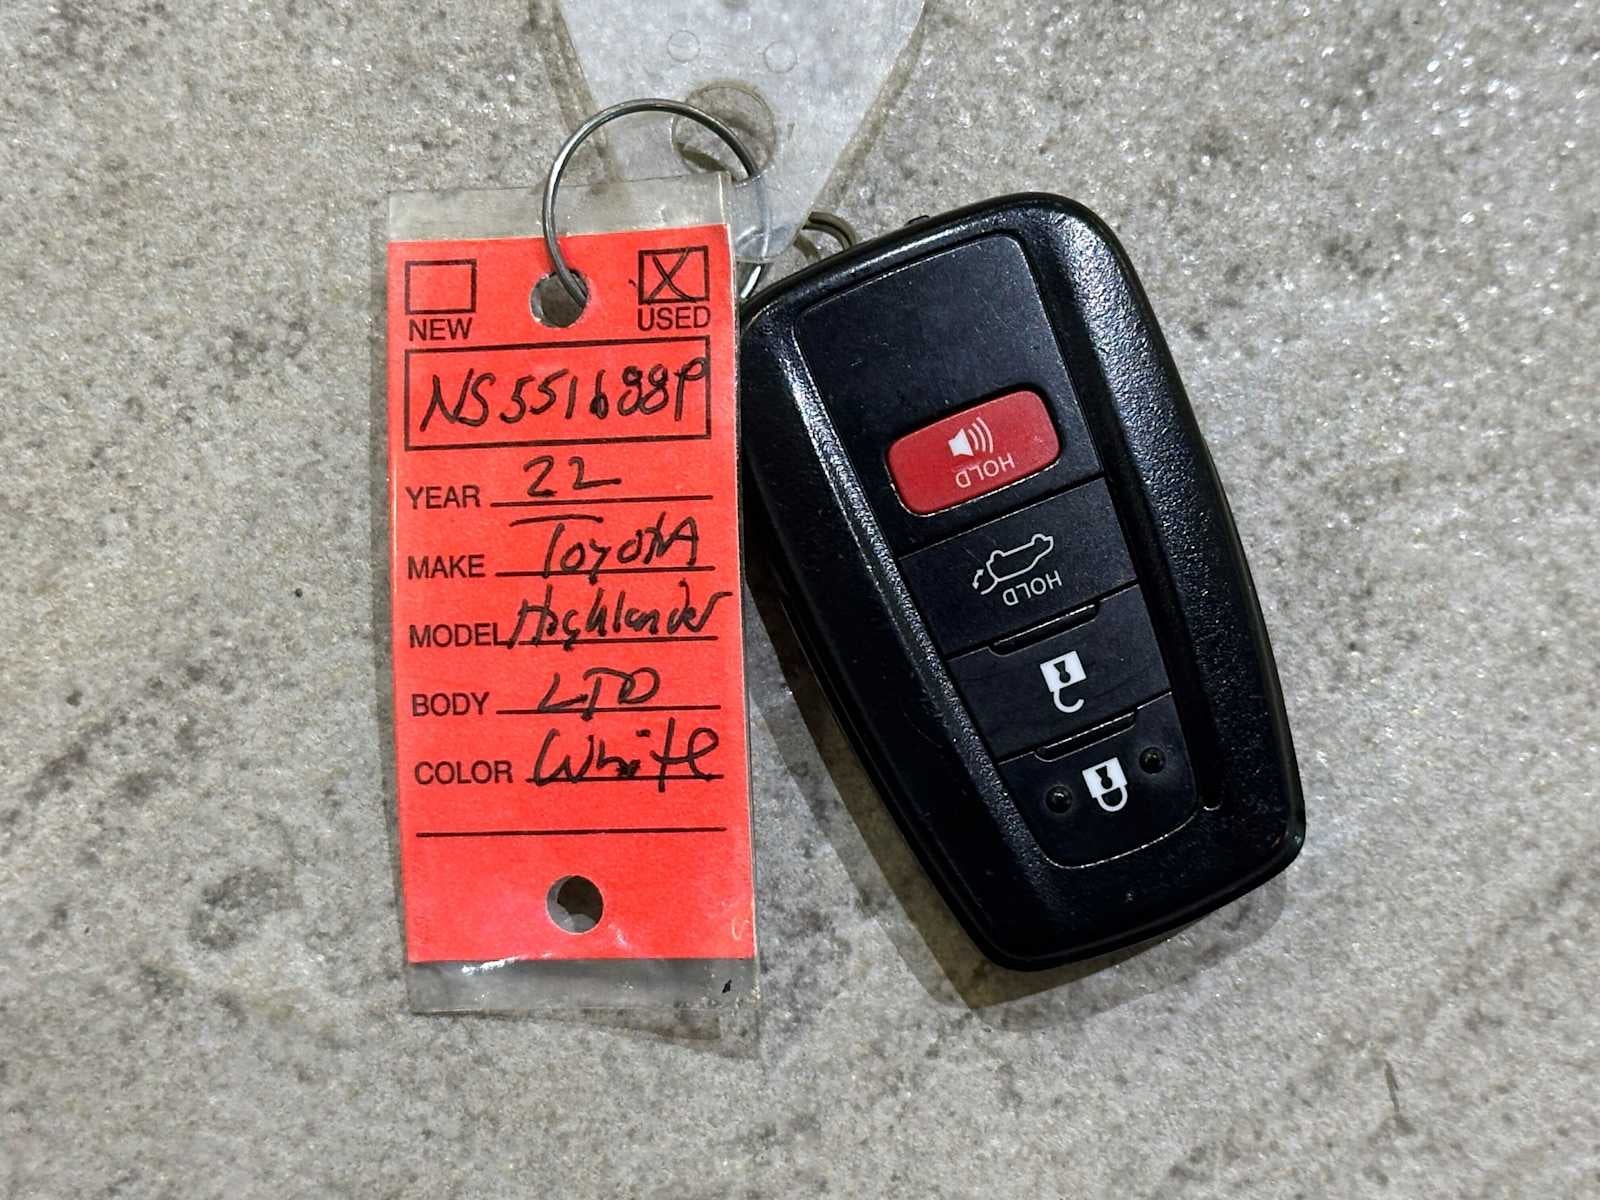 X
NEW USED
NS551688P
YEAR 22
MAKE Toyota
MODEL Highlander
BODY LTD
COLOR White
HOLD
HOLD